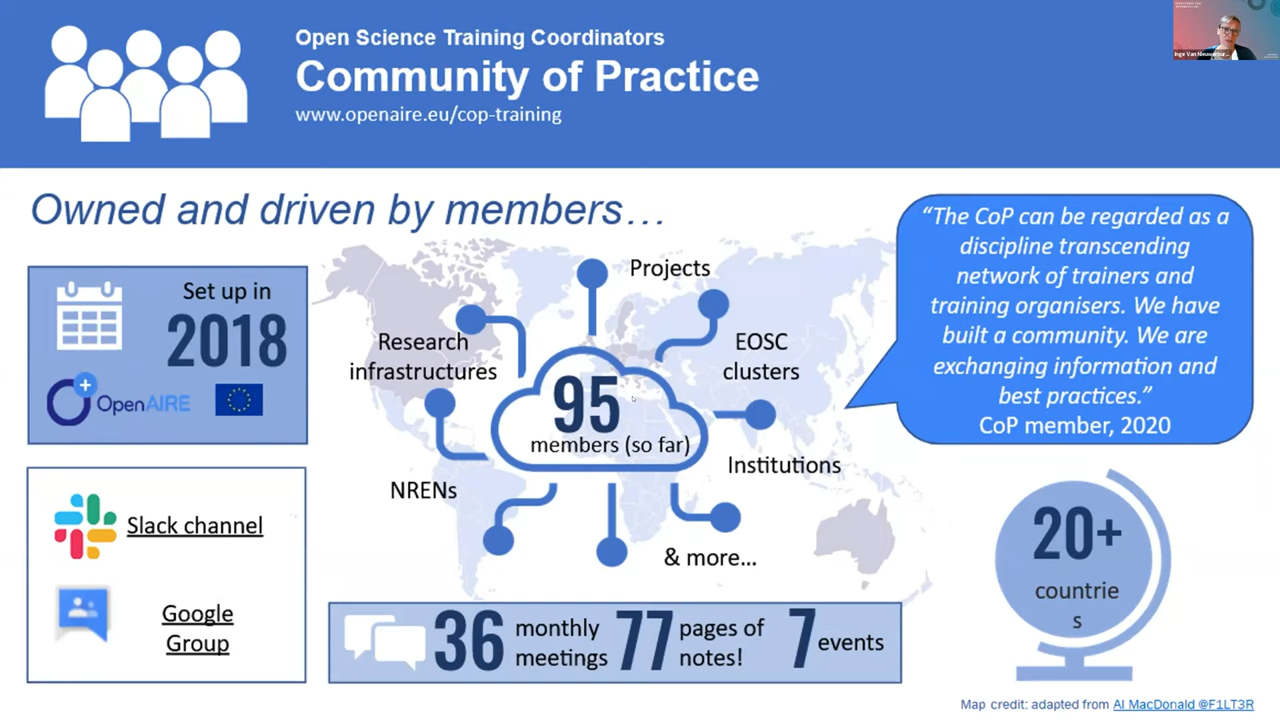 Open Science Training Coordinators
Community of Practice
www.openaire.eu/cop-training
Owned and driven by members…
Set up in
2018
OpenAIRE
Slack channel
Google
Group
Projects
Research
infrastructures
EOSC
clusters
95
members (so far)
Institutions
NRENs
& more…
36 monthly
meetings
77 pages of
notes!
7 events
“The CoP can be regarded as a
discipline transcending
network of trainers and
training organisers. We have
built a community. We are
exchanging information and
best practices.”
CoP member, 2020
20+
countrie
s
Map credit: adapted from Al MacDonald @F1LT3R